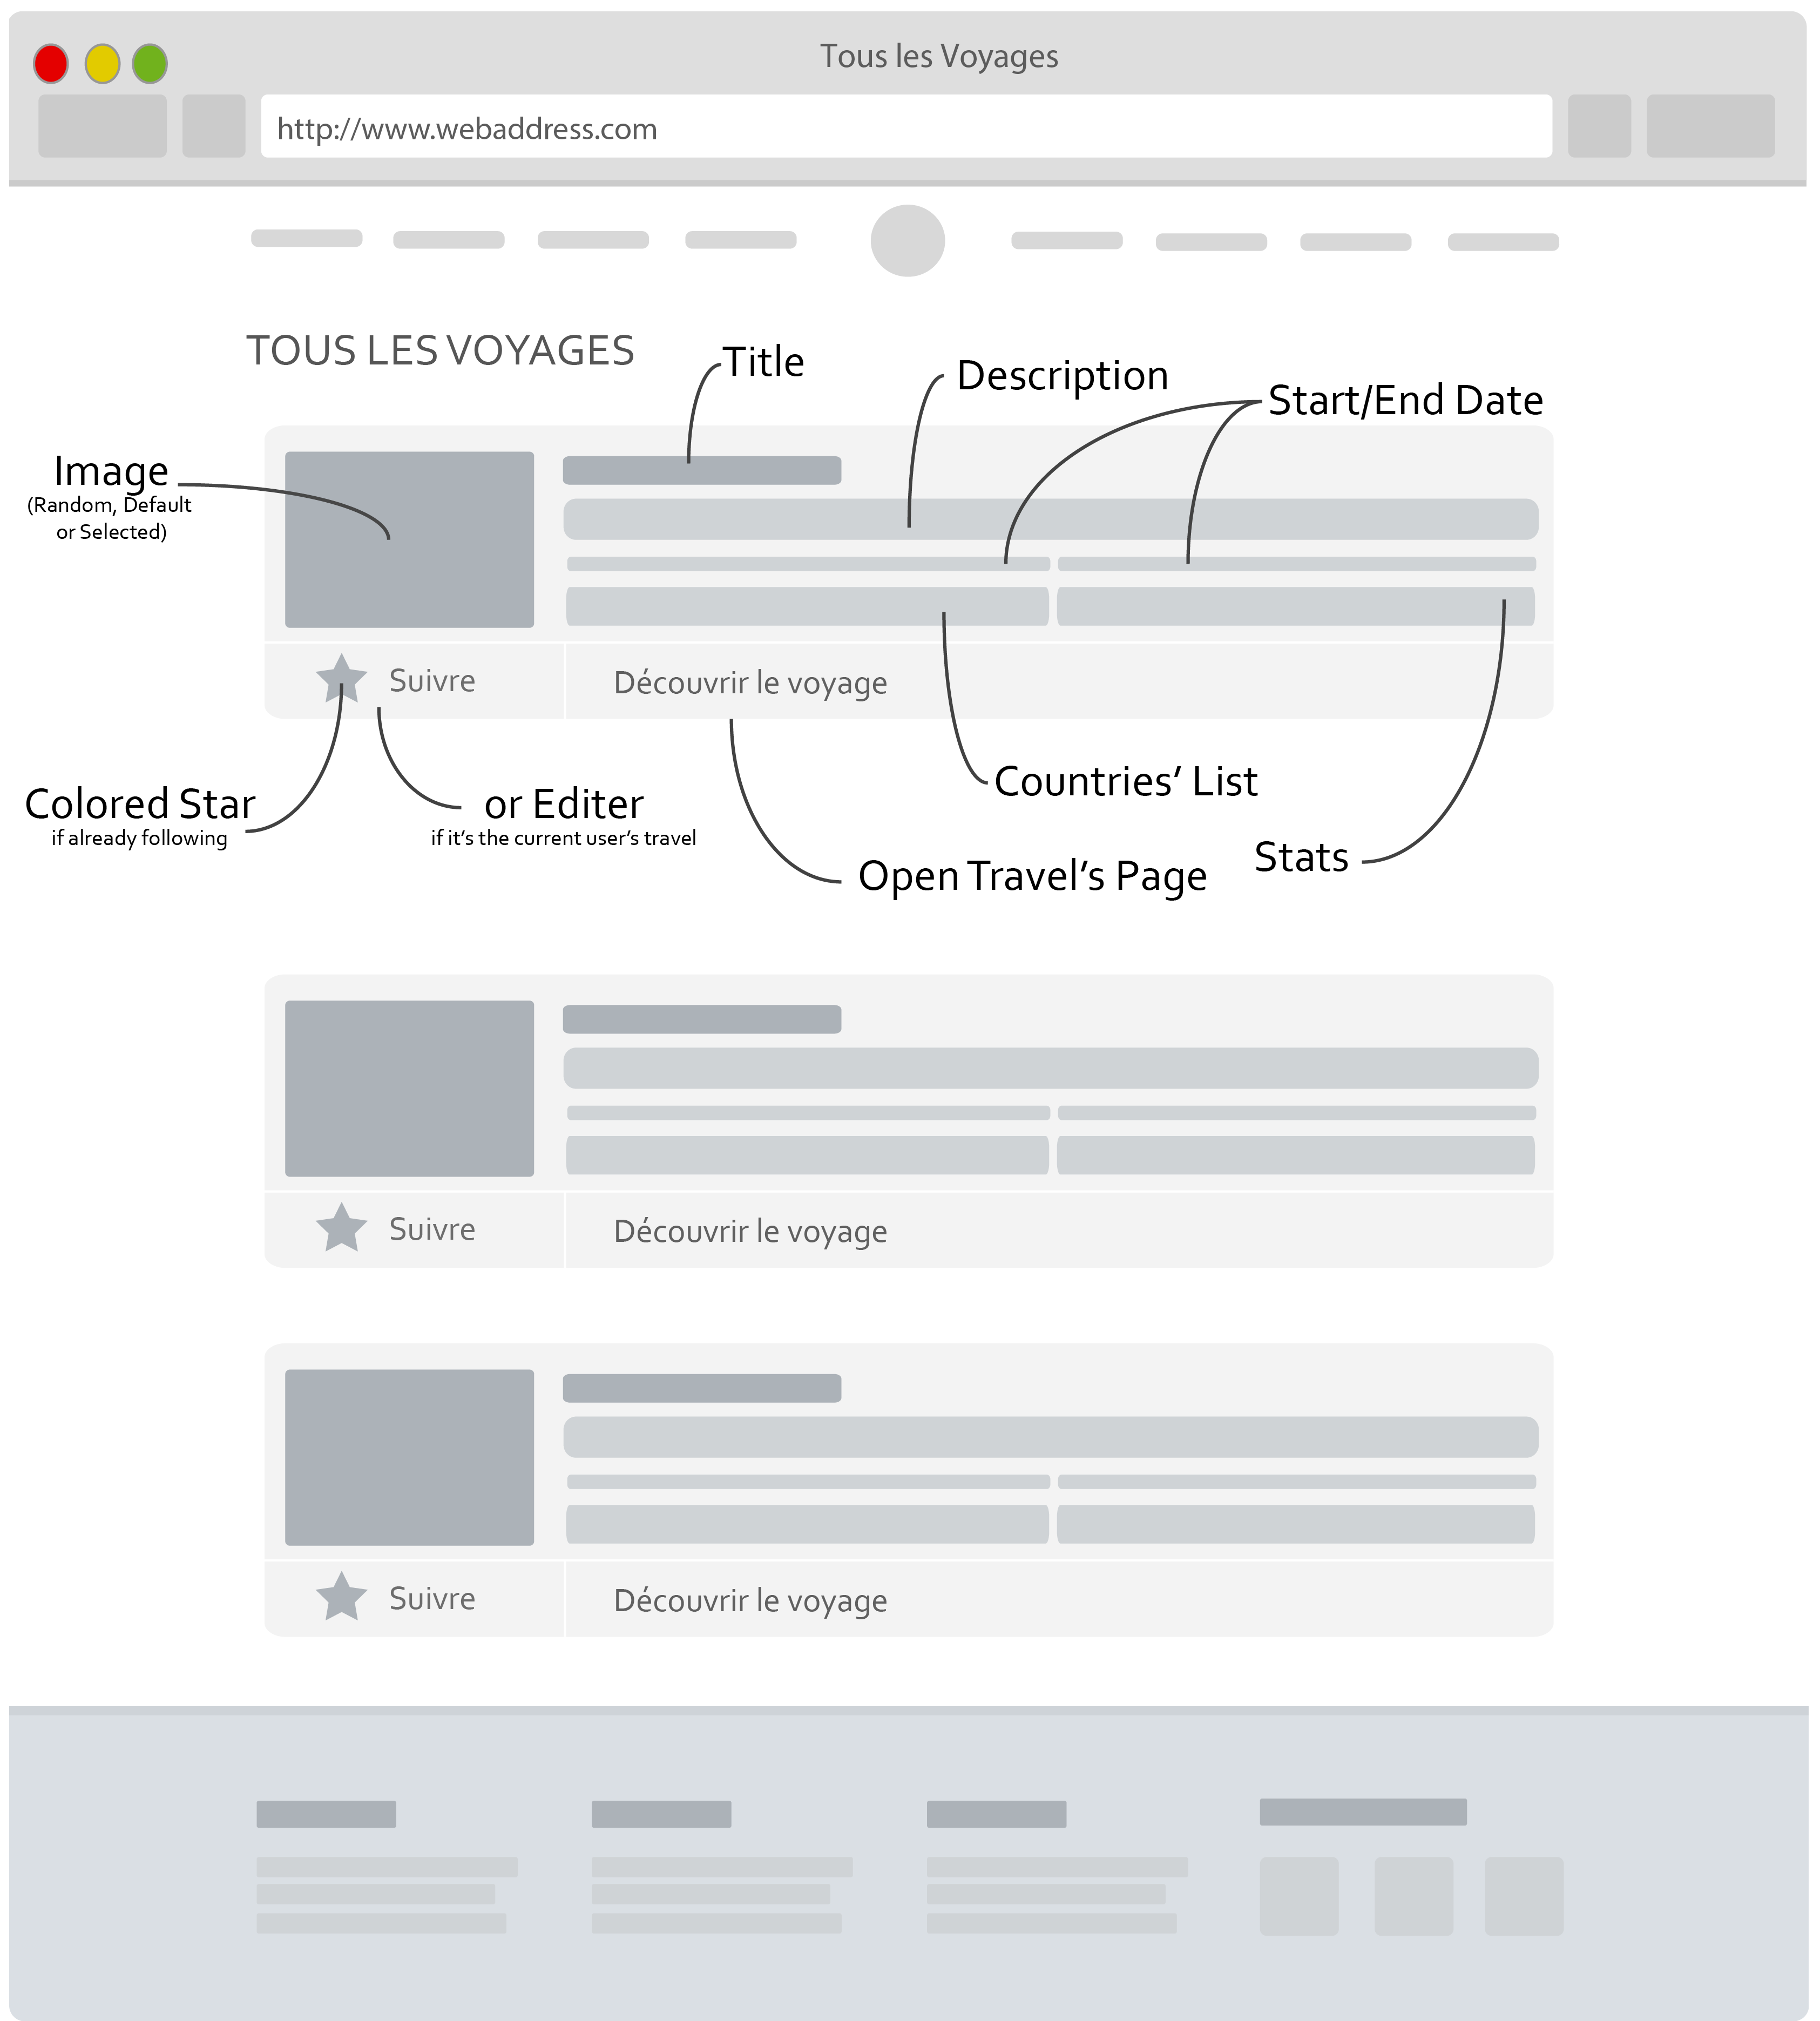 Tous les Voyages
http://www.webaddress.com
TOUS LES VOYAGES
Title
Description
Start/End Date
Image
(Random, Default
or Selected)
Suivre
Découvrir le voyage
Countries’ List
Colored Star
if already following
or Editer
if it’s the current user’s travel
Stats
Open Travel’s Page
Suivre
Découvrir le voyage
Suivre
Découvrir le voyage